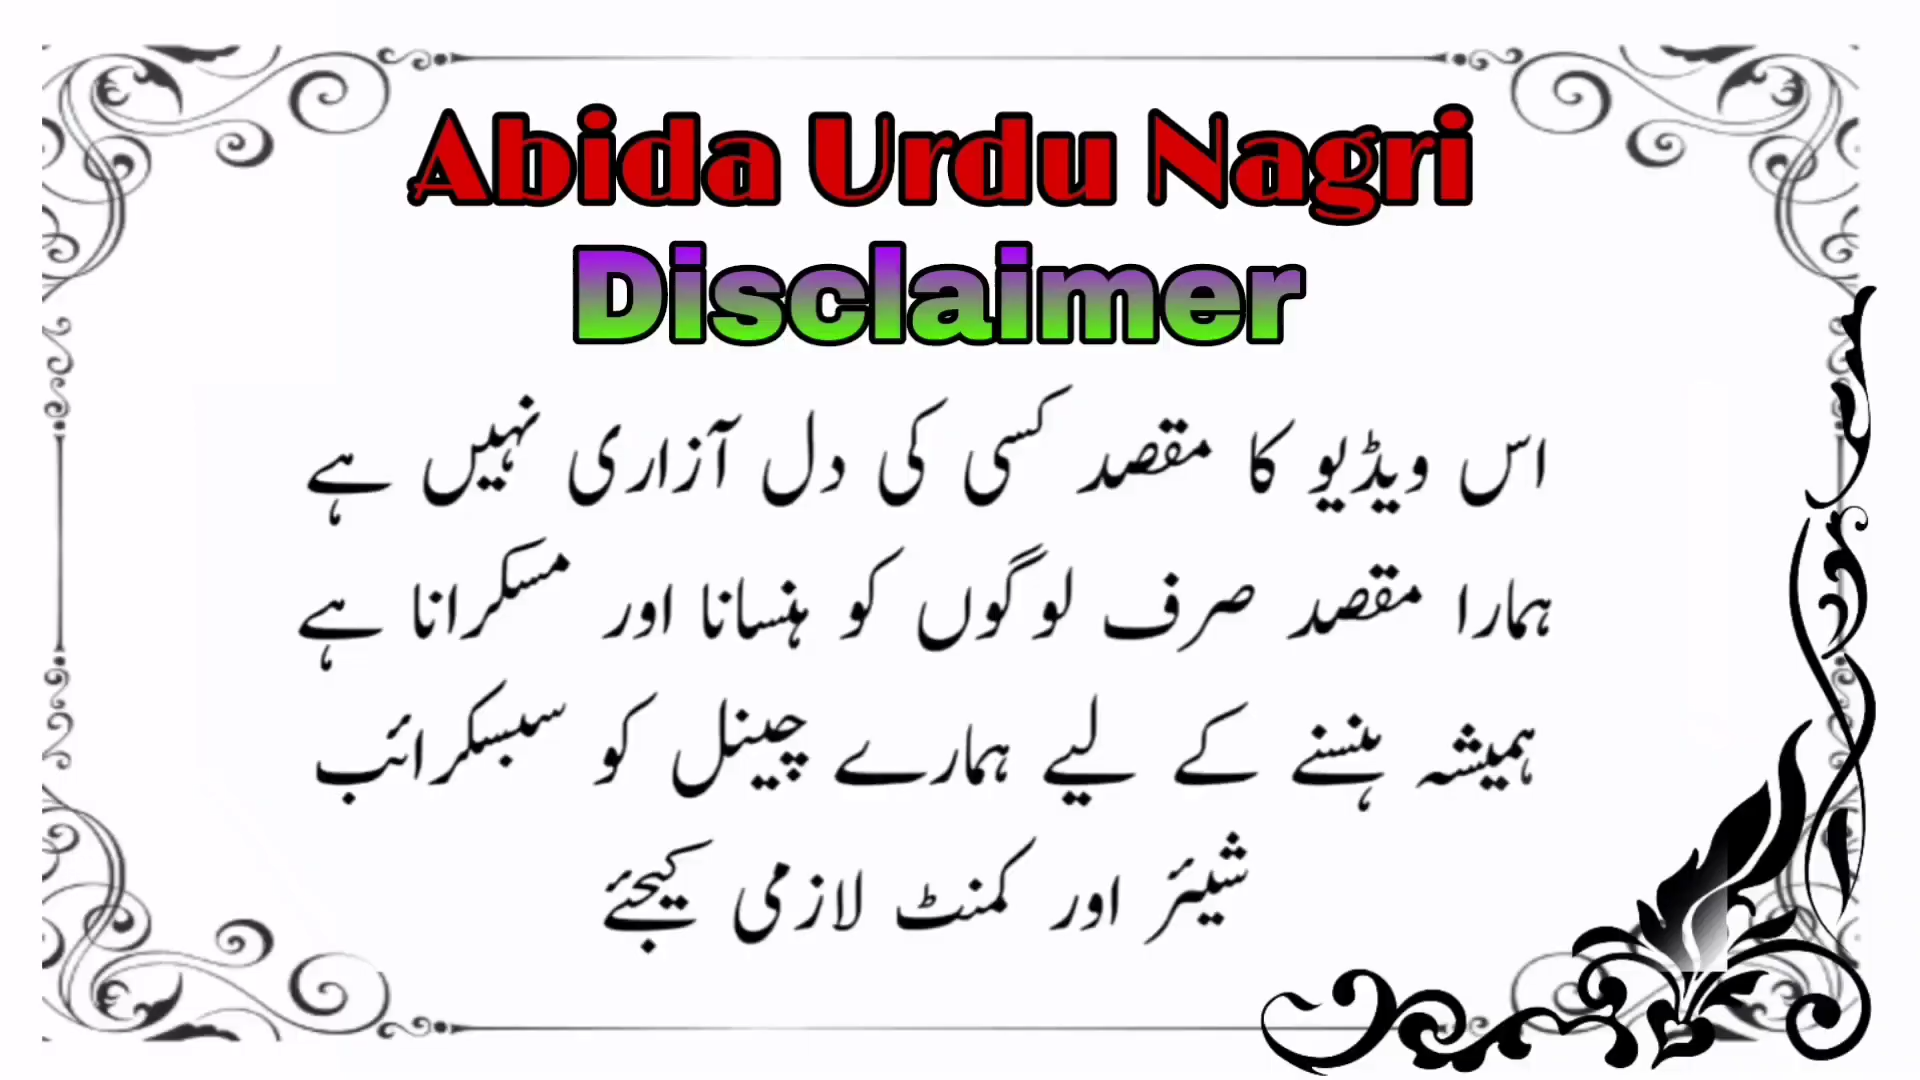 Abida Urdu Nagri
Disclaimer
اس ویڈیو کا مقصد کسی کی دل آزاری نہیں ہے
ہمارا مقصد صرف لوگوں کو ہنسانا اور مسکرانا ہے
ہمیشہ ہنسنے کے لیے ہمارے چینل کو سبسکرائب
شیئر اور کمنٹ لازمی کیجئے